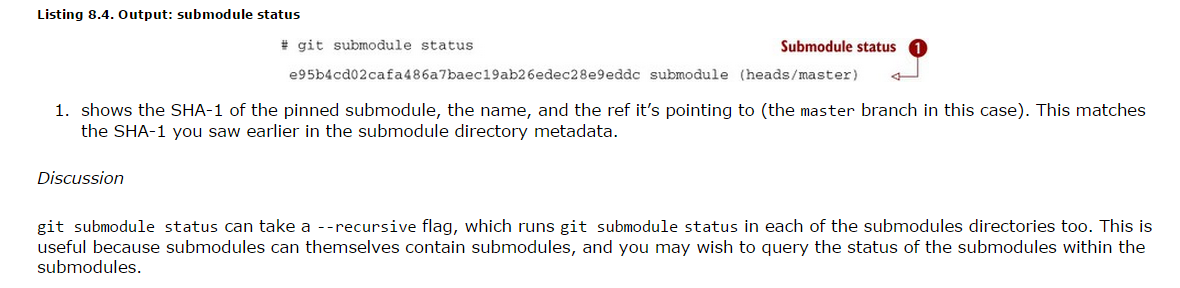 Listing 8.4. Output: submodule status
# git submodule status
Submodule status 1
e95b4cd02cafa486a7baec19ab26edec28e9eddc submodule (heads/master)
1. shows the SHA-1 of the pinned submodule, the name, and the ref it’s pointing to (the master branch in this case). This matches
the SHA-1 you saw earlier in the submodule directory metadata.
Discussion
git submodule status can take a --recursive flag, which runs git submodule status in each of the submodules directories too. This is
useful because submodules can themselves contain submodules, and you may wish to query the status of the submodules within the
submodules.